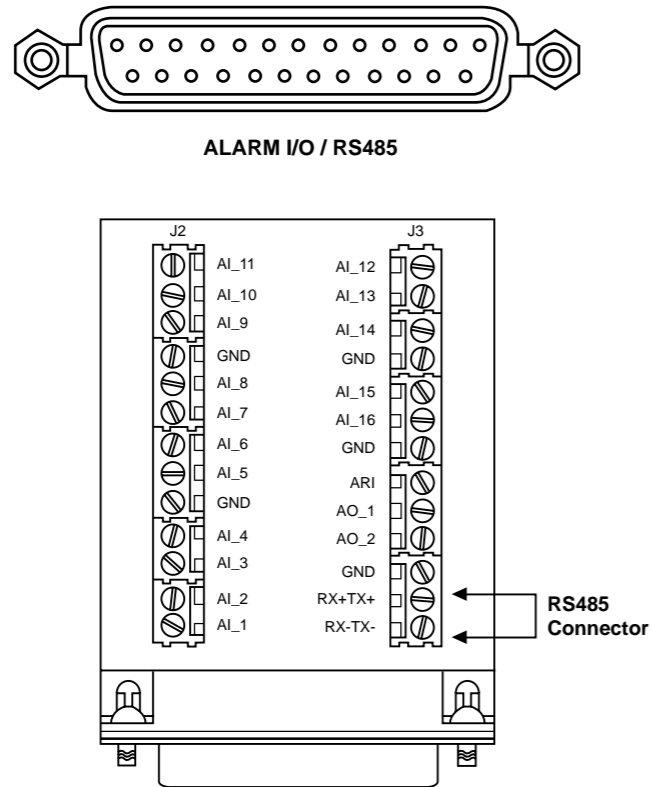 ALARM I/O / RS485
J2
AI_11
AI_10
AI_9
GND
AI_8
AI_7
AI_6
AI_5
GND
AI_4
AI_3
AI_2
AI_1
J3
AI_12
AI_13
AI_14
GND
AI_15
AI_16
GND
ARI
AO_1
AO_2
GND
RX+TX+
RX-TX-
RS485
Connector